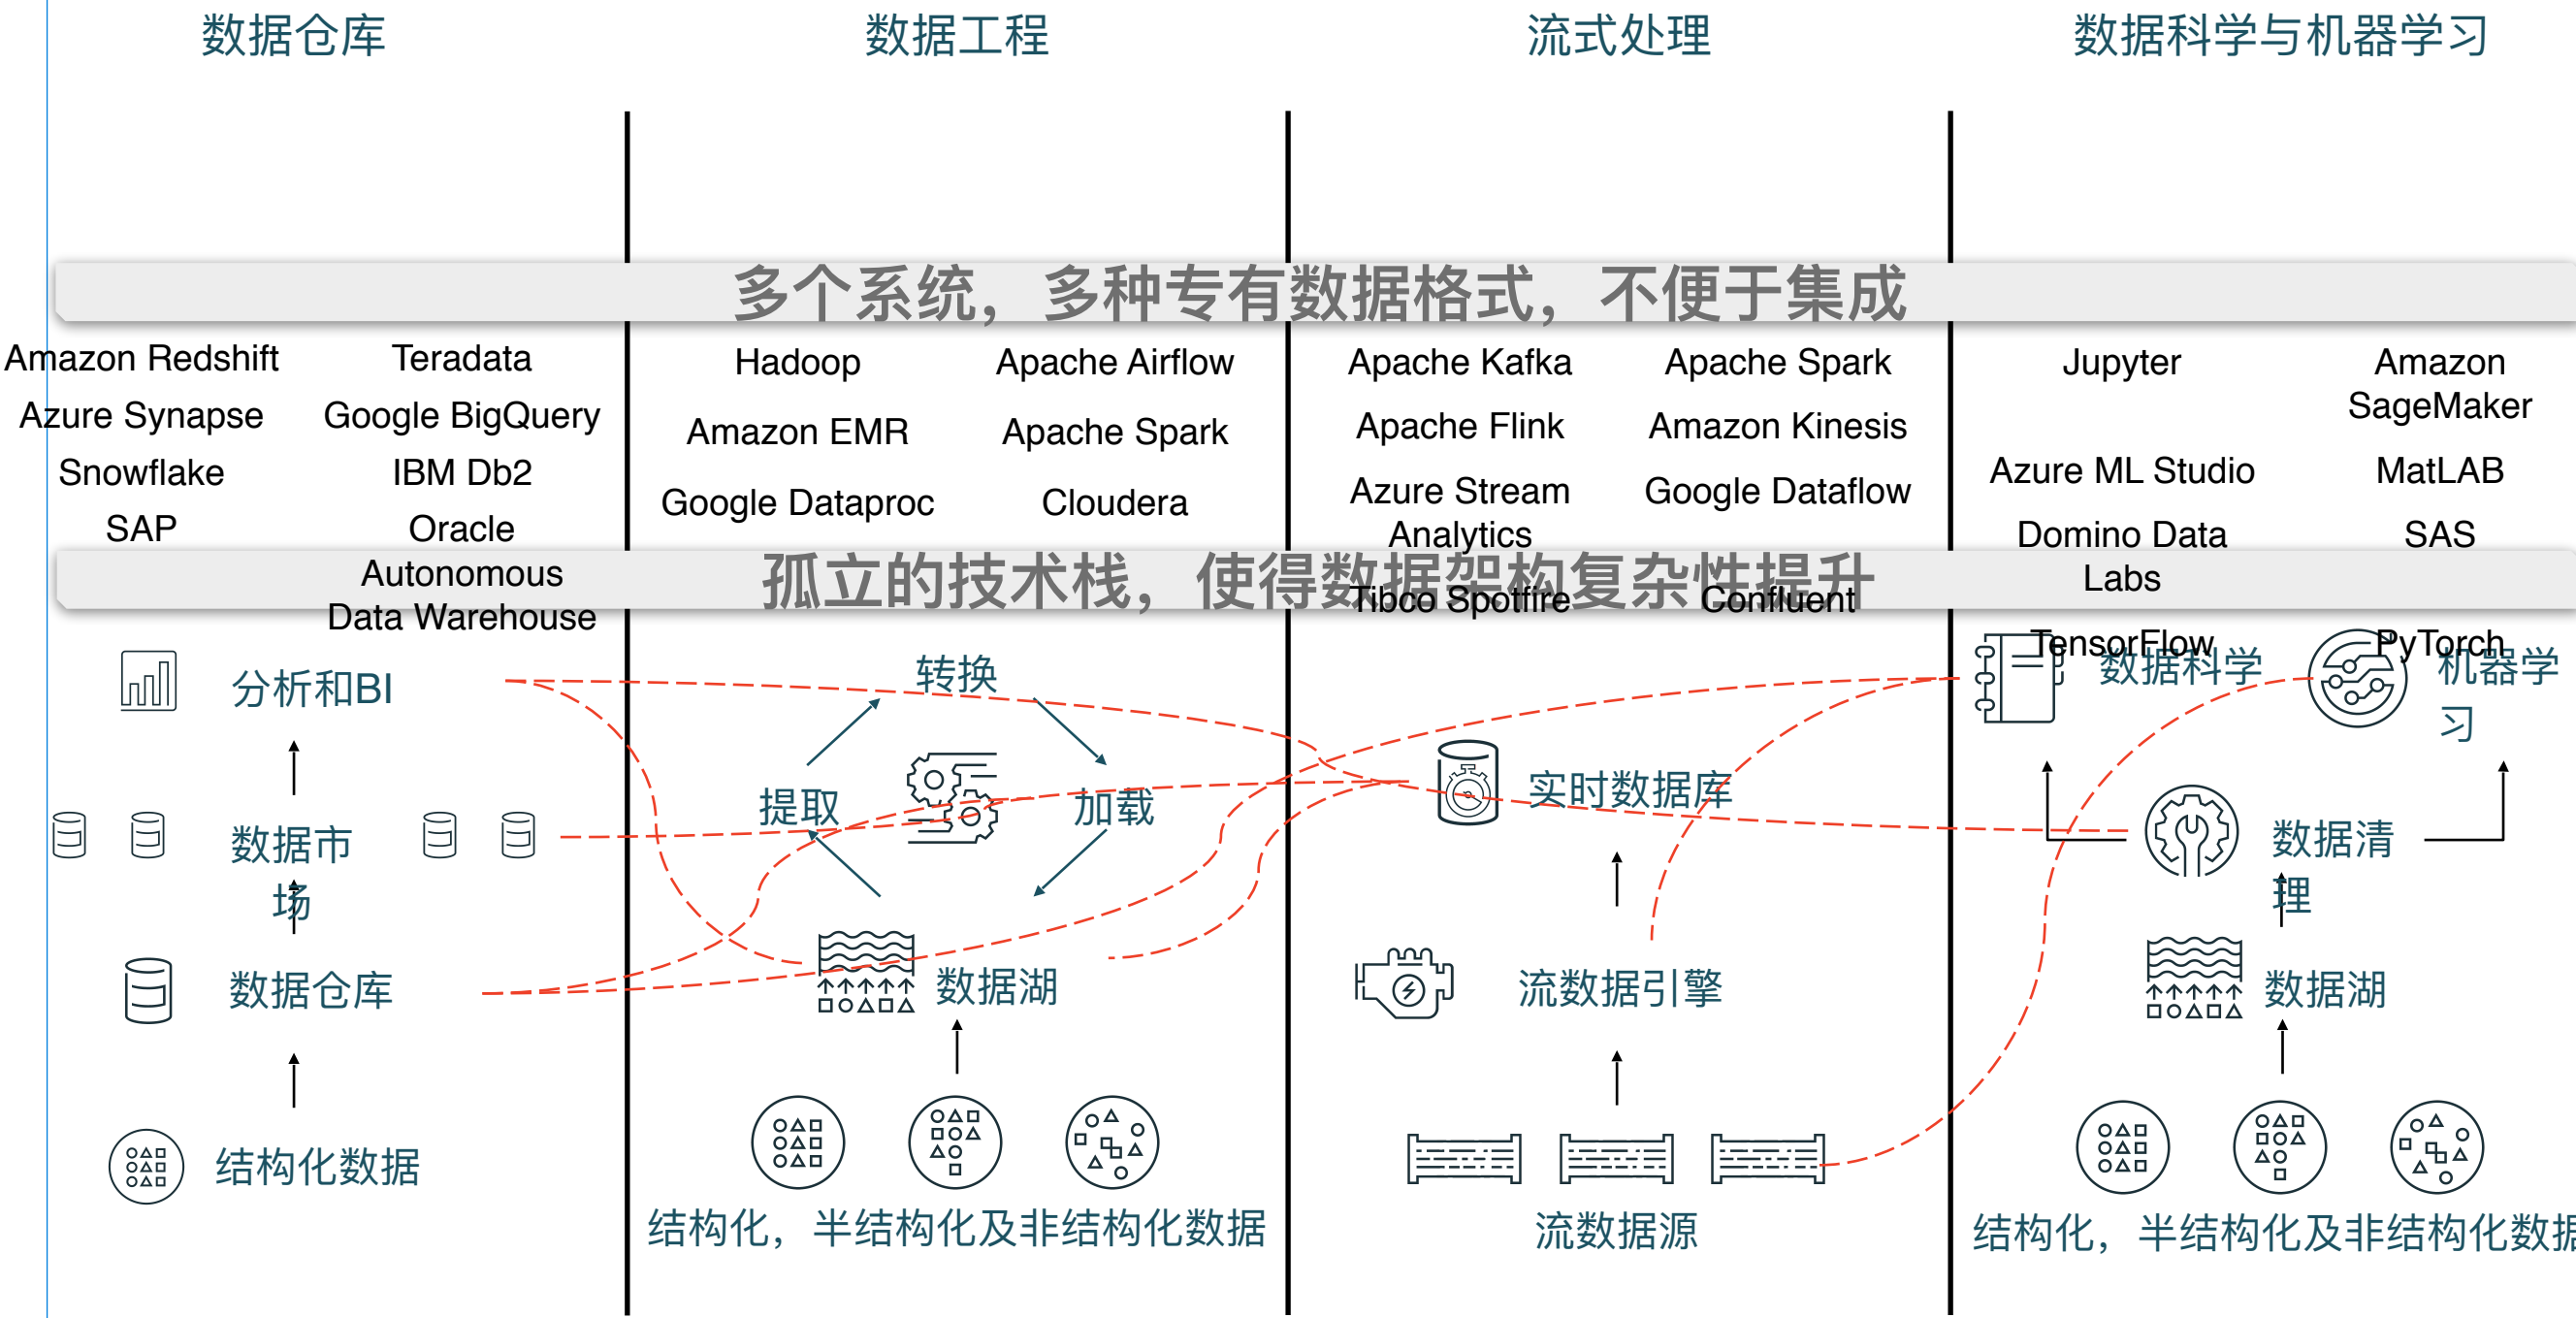 数据仓库
数据工程
流式处理
数据科学与机器学习
多个系统，多种专有数据格式，不便于集成
Amazon Redshift
Teradata
Azure Synapse
Google BigQuery
Snowflake
IBM Db2
SAP
Oracle
Autonomous
Data Warehouse
Hadoop
Apache Airflow
Amazon EMR
Apache Spark
Google Dataproc
Cloudera
Apache Kafka
Apache Spark
Apache Flink
Amazon Kinesis
Azure Stream
Analytics
Google Dataflow
Tibco Spotfire
Confluent
Jupyter
Amazon
SageMaker
Azure ML Studio
MatLAB
Domino Data
Labs
SAS
TensorFlow
PyTorch
孤立的技术栈，使得数据架构复杂性提升
分析和BI
数据市
场
数据仓库
结构化数据
转换
提取
加载
数据湖
结构化，半结构化及非结构化数据
实时数据库
流数据引擎
流数据源
数据科学
机器学
习
数据清
理
数据湖
结构化，半结构化及非结构化数据